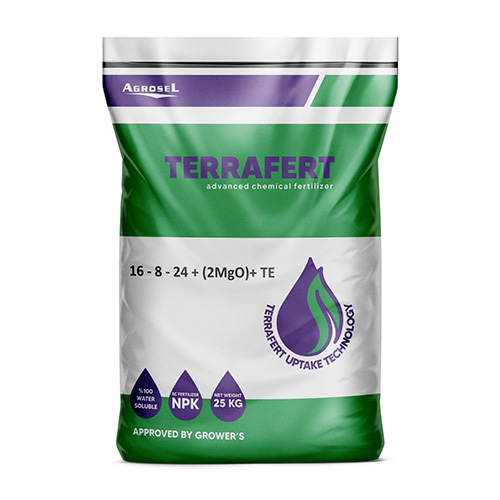 AGROSEL
TERRAFERT
advanced chemical fertilizer
16 - 8 - 24 + (2MgO)+ TE
TERRAFERT UPTAKE TECHNOLOGY
%100
WATER
SOLUBLE
EC FERTILIZER
NPK
NET WEIGHT
25 KG
APPROVED BY GROWER'S